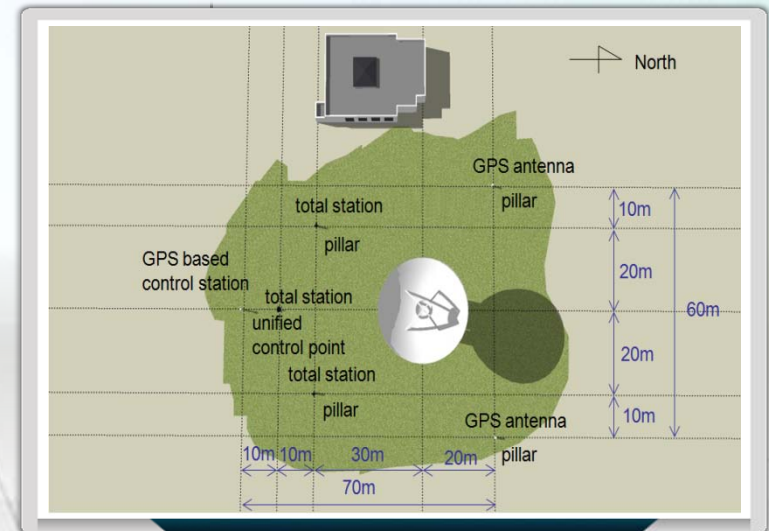 North
GPS antenna
pillar
total station
pillar
GPS based
control station
total station
unified
control point
total station
pillar
GPS antenna
pillar
10m
20m
60m
20m
10m
10m 10m 30m 20m
70m